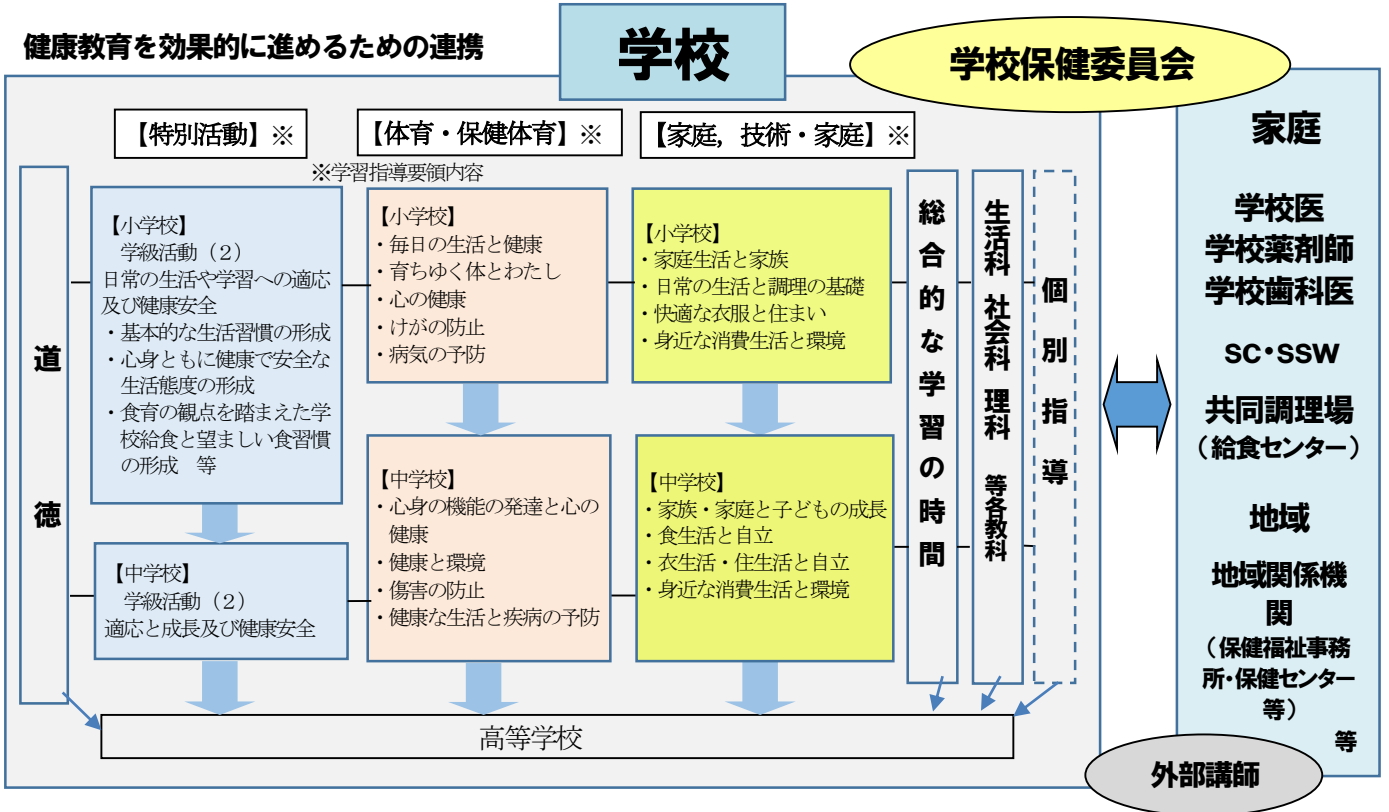 健康教育を効果的に進めるための連携
学校
学校保健委員会
【特別活動】※
【体育・保健体育】※
【家庭，技術・家庭】※
※学習指導要領内容
道徳
【小学校】
学級活動（2）
日常の生活や学習への適応
及び健康安全
・基本的な生活習慣の形成
・心身ともに健康で安全な
生活態度の形成
・食育の観点を踏まえた学
校給食と望ましい食習慣
の形成　等
【中学校】
学級活動（2）
適応と成長及び健康安全
【小学校】
・毎日の生活と健康
・育ちゆく体とわたし
・心の健康
・けがの防止
・病気の予防
【中学校】
・心身の機能の発達と心の
健康
・健康と環境
・傷害の防止
・健康な生活と疾病の予防
【小学校】
・家庭生活と家族
・日常の生活と調理の基礎
・快適な衣服と住まい
・身近な消費生活と環境
【中学校】
・家族・家庭と子どもの成長
・食生活と自立
・衣生活・住生活と自立
・身近な消費生活と環境
総合的な学習の時間
生活科 社会科 理科 等各教科
個別指導
高等学校
家庭
学校医
学校薬剤師
学校歯科医
SC・SSW
共同調理場
（給食センター）
地域
地域関係機
関
（保健福祉事務
所・保健センター
等）
等
外部講師